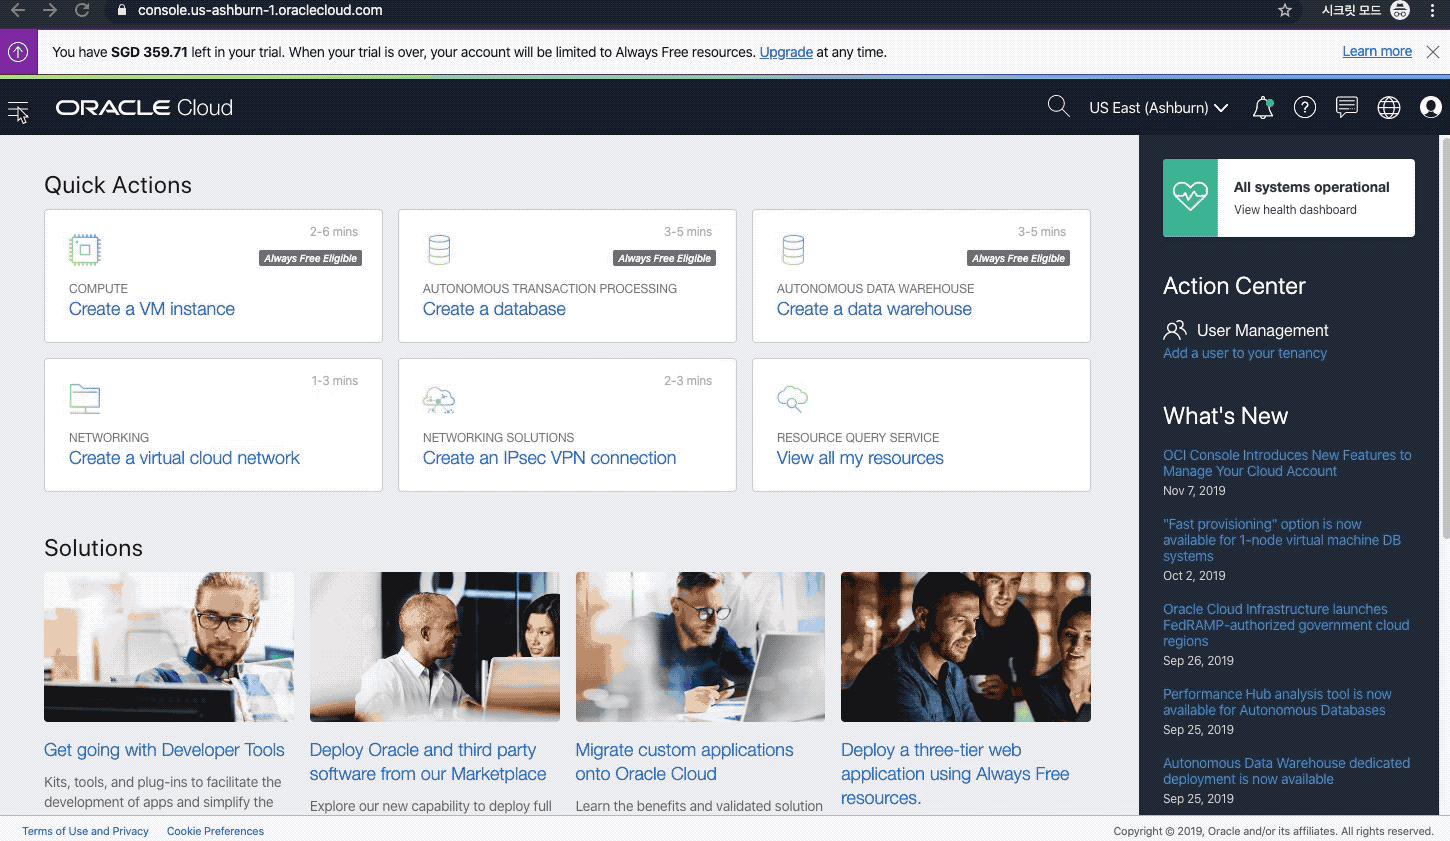 console.us-ashburn-1.oraclecloud.com
시크릿 모드
You have SGD 359.71 left in your trial. When your trial is over, your account will be limited to Always Free resources. Upgrade at any time.
Learn more
ORACLE Cloud
US East (Ashburn)
Quick Actions
2-6 mins
Always Free Eligible
COMPUTE
Create a VM instance
3-5 mins
Always Free Eligible
AUTONOMOUS TRANSACTION PROCESSING
Create a database
3-5 mins
Always Free Eligible
AUTONOMOUS DATA WAREHOUSE
Create a data warehouse
1-3 mins
NETWORKING
Create a virtual cloud network
2-3 mins
NETWORKING SOLUTIONS
Create an IPsec VPN connection
RESOURCE QUERY SERVICE
View all my resources
Solutions
Get going with Developer Tools
Kits, tools, and plug-ins to facilitate the
development of apps and simplify the
Deploy Oracle and third party
software from our Marketplace
Explore our new capability to deploy full
Migrate custom applications
onto Oracle Cloud
Learn the benefits and validated solution
Deploy a three-tier web
application using Always Free
resources.
All systems operational
View health dashboard
Action Center
User Management
Add a user to your tenancy
What's New
OCI Console Introduces New Features to
Manage Your Cloud Account
Nov 7, 2019
"Fast provisioning" option is now
available for 1-node virtual machine DB
systems
Oct 2, 2019
Oracle Cloud Infrastructure launches
FedRAMP-authorized government cloud
regions
Sep 26, 2019
Performance Hub analysis tool is now
available for Autonomous Databases
Sep 25, 2019
Autonomous Data Warehouse dedicated
deployment is now available
Sep 25, 2019
Terms of Use and Privacy
Cookie Preferences
Copyright © 2019, Oracle and/or its affiliates. All rights reserved.